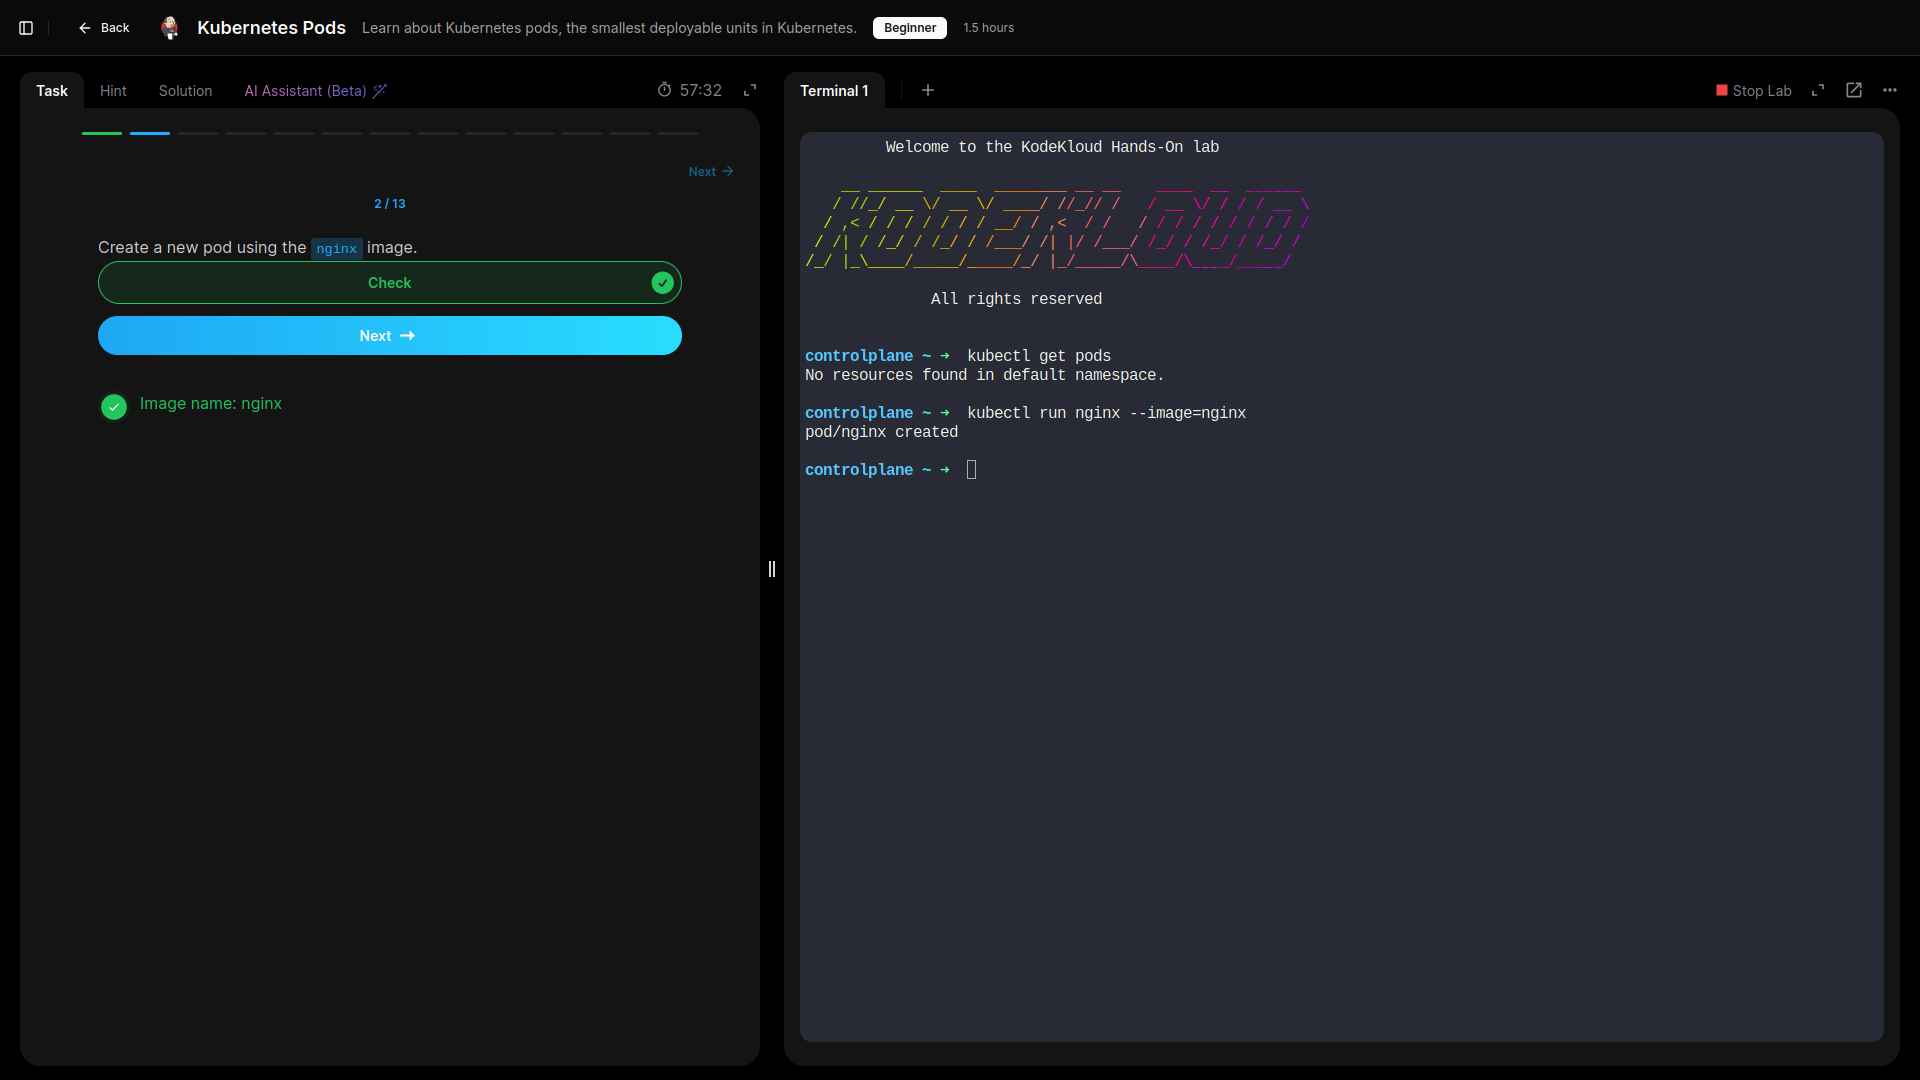 Back
Kubernetes Pods
Learn about Kubernetes pods, the smallest deployable units in Kubernetes.
Beginner
1.5 hours
Task
Hint
Solution
AI Assistant (Beta)
57:32
Next
2 / 13
Create a new pod using the nginx image.
Check
Next
Image name: nginx
Terminal 1
Stop Lab
Welcome to the KodeKloud Hands-On lab
KODEKLOUD
All rights reserved
controlplane ~ ➜ kubectl get pods
No resources found in default namespace.
controlplane ~ ➜ kubectl run nginx --image=nginx
pod/nginx created
controlplane ~ ➜